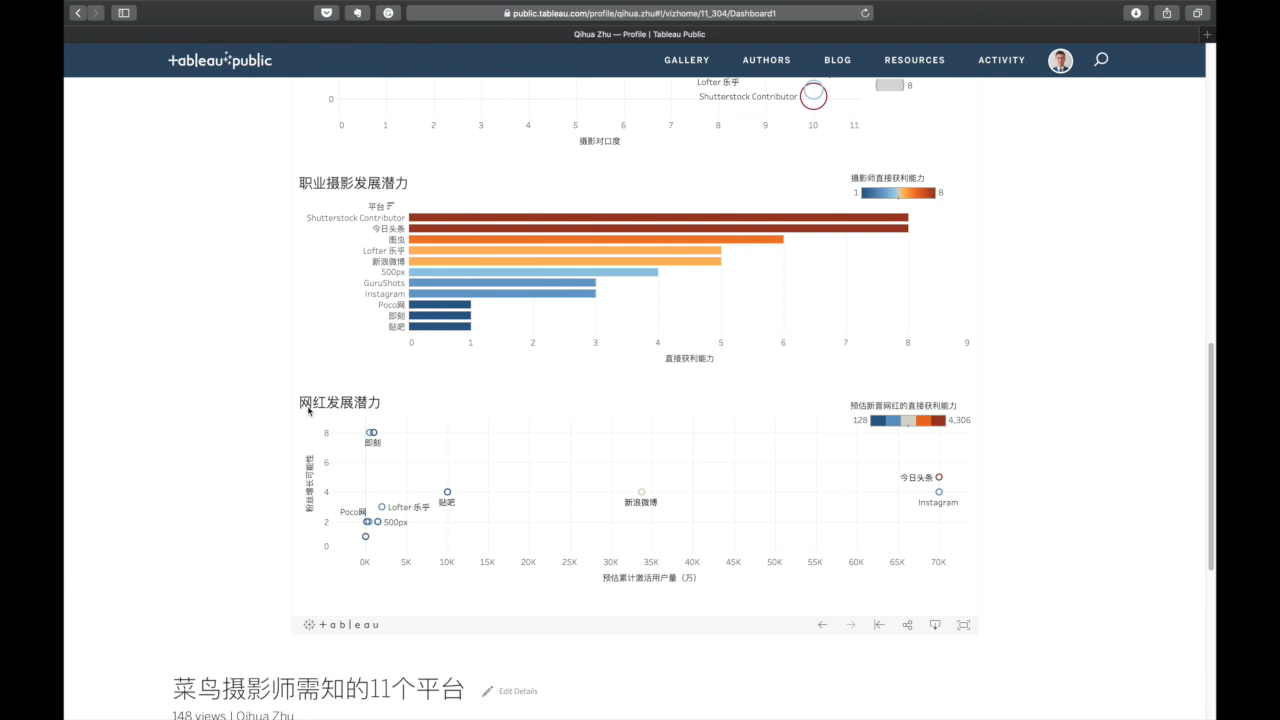 public.tableau.com/profile/qihua.zhu#!/vizhome/11_304/Dashboard1
Qihua Zhu — Profile | Tableau Public
+ableau public
GALLERY AUTHORS BLOG RESOURCES ACTIVITY
Lofter 乐乎
8
Shutterstock Contributor
0
0 1 2 3 4 5 6 7 8 9 10 11
摄影对口度
职业摄影发展潜力
摄影师直接获利能力
1 8
平台
Shutterstock Contributor
今日头条
图虫
Lofter 乐乎
新浪微博
500px
GuruShots
Instagram
Poco网
即刻
贴吧
0 1 2 3 4 5 6 7 8 9
直接获利能力
网红发展潜力
预估新晋网红的直接获利能力
128 4,306
粉丝增长可能性
8
6
4
2
0
即刻
今日头条
贴吧
新浪微博
Instagram
Lofter 乐乎
Poco网
500px
0K 5K 10K 15K 20K 25K 30K 35K 40K 45K 50K 55K 60K 65K 70K
预估累计激活用户量（万）
+ a b | e a u
菜鸟摄影师需知的11个平台
Edit Details
148 views | Qihua Zhu